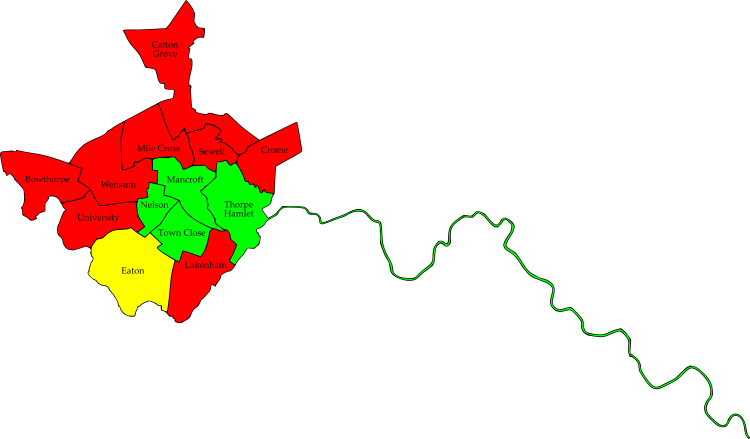 Catton
Grove
Mile Cross
Sewell
Crome
Bowthorpe
Wensum
Mancroft
Nelson
Thorpe
Hamlet
University
Town Close
Eaton
Lakenham